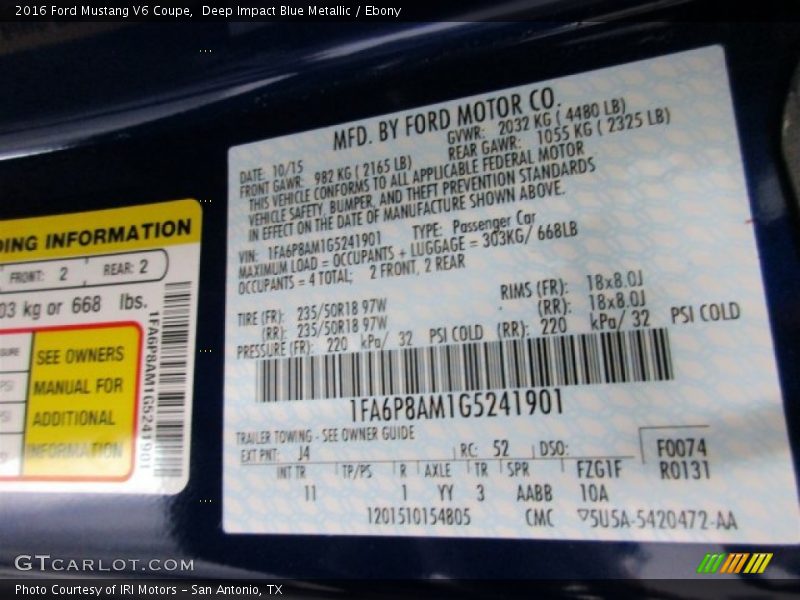 2016 Ford Mustang V6 Coupe, Deep Impact Blue Metallic / Ebony
MFD. BY FORD MOTOR CO.
DATE: 10/15
GVWR: 2032 KG ( 4480 LB)
FRONT GAWR: 982 KG ( 2165 LB)
REAR GAWR: 1055 KG ( 2325 LB)
THIS VEHICLE CONFORMS TO ALL APPLICABLE FEDERAL MOTOR
VEHICLE SAFETY, BUMPER, AND THEFT PREVENTION STANDARDS
IN EFFECT ON THE DATE OF MANUFACTURE SHOWN ABOVE.
VIN: 1FA6P8AM1G5241901 TYPE: Passenger Car
MAXIMUM LOAD = OCCUPANTS + LUGGAGE = 303KG/ 668LB
OCCUPANTS = 4 TOTAL; 2 FRONT, 2 REAR
TIRE (FR): 235/50R18 97W RIMS (FR): 18x8.0J
(RR): 235/50R18 97W (RR): 18x8.0J
PRESSURE (FR): 220 kPa/ 32 PSI COLD (RR): 220 kPa/ 32 PSI COLD
1FA6P8AM1G5241901
TRAILER TOWING - SEE OWNER GUIDE
EXT PNT: J4 RC: 52 DSO: F0074
INT TR TP/PS R AXLE TR SPR FZG1F R0131
11 1 YY 3 AABB 10A
1201510154805 CMC ▽5U5A-5420472-AA
DING INFORMATION
FRONT: 2 REAR: 2
03 kg or 668 lbs.
SURE
PSI
PSI
SEE OWNERS
MANUAL FOR
ADDITIONAL
INFORMATION
1FA6P8AM1G5241901
GTCARLOT.COM
Photo Courtesy of IRI Motors – San Antonio, TX